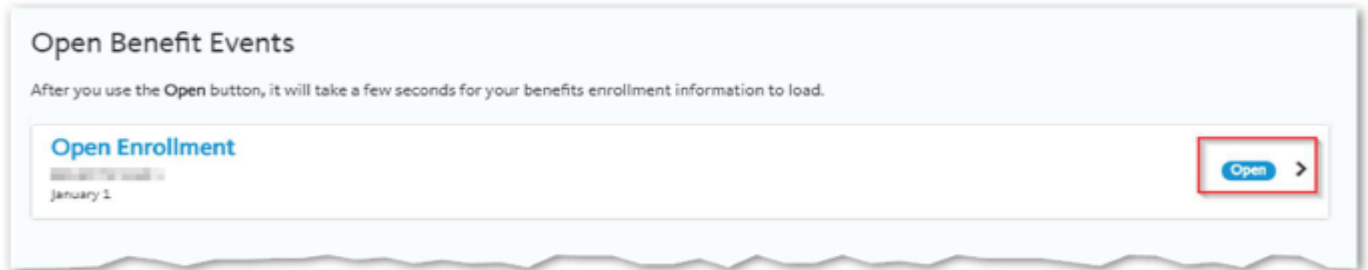 Open Benefit Events
After you use the Open button, it will take a few seconds for your benefits enrollment information to load.
Open Enrollment
January 1
Open